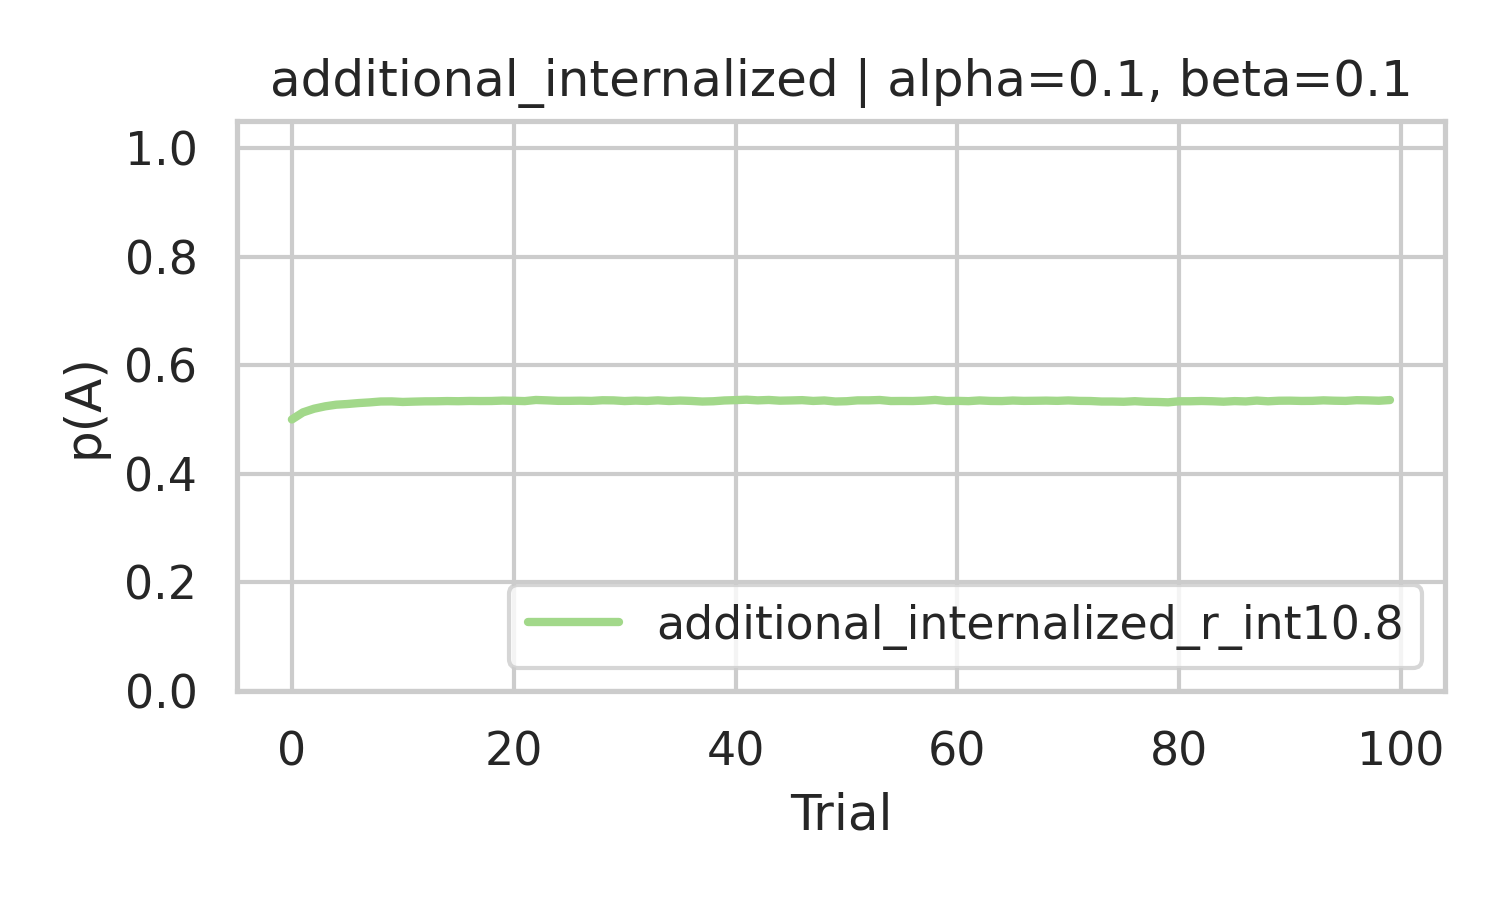 additional_internalized | alpha=0.1, beta=0.1
1.0
0.8
0.6
0.4
0.2
0.0
p(A)
additional_internalized_r_int10.8
0 20 40 60 80 100
Trial